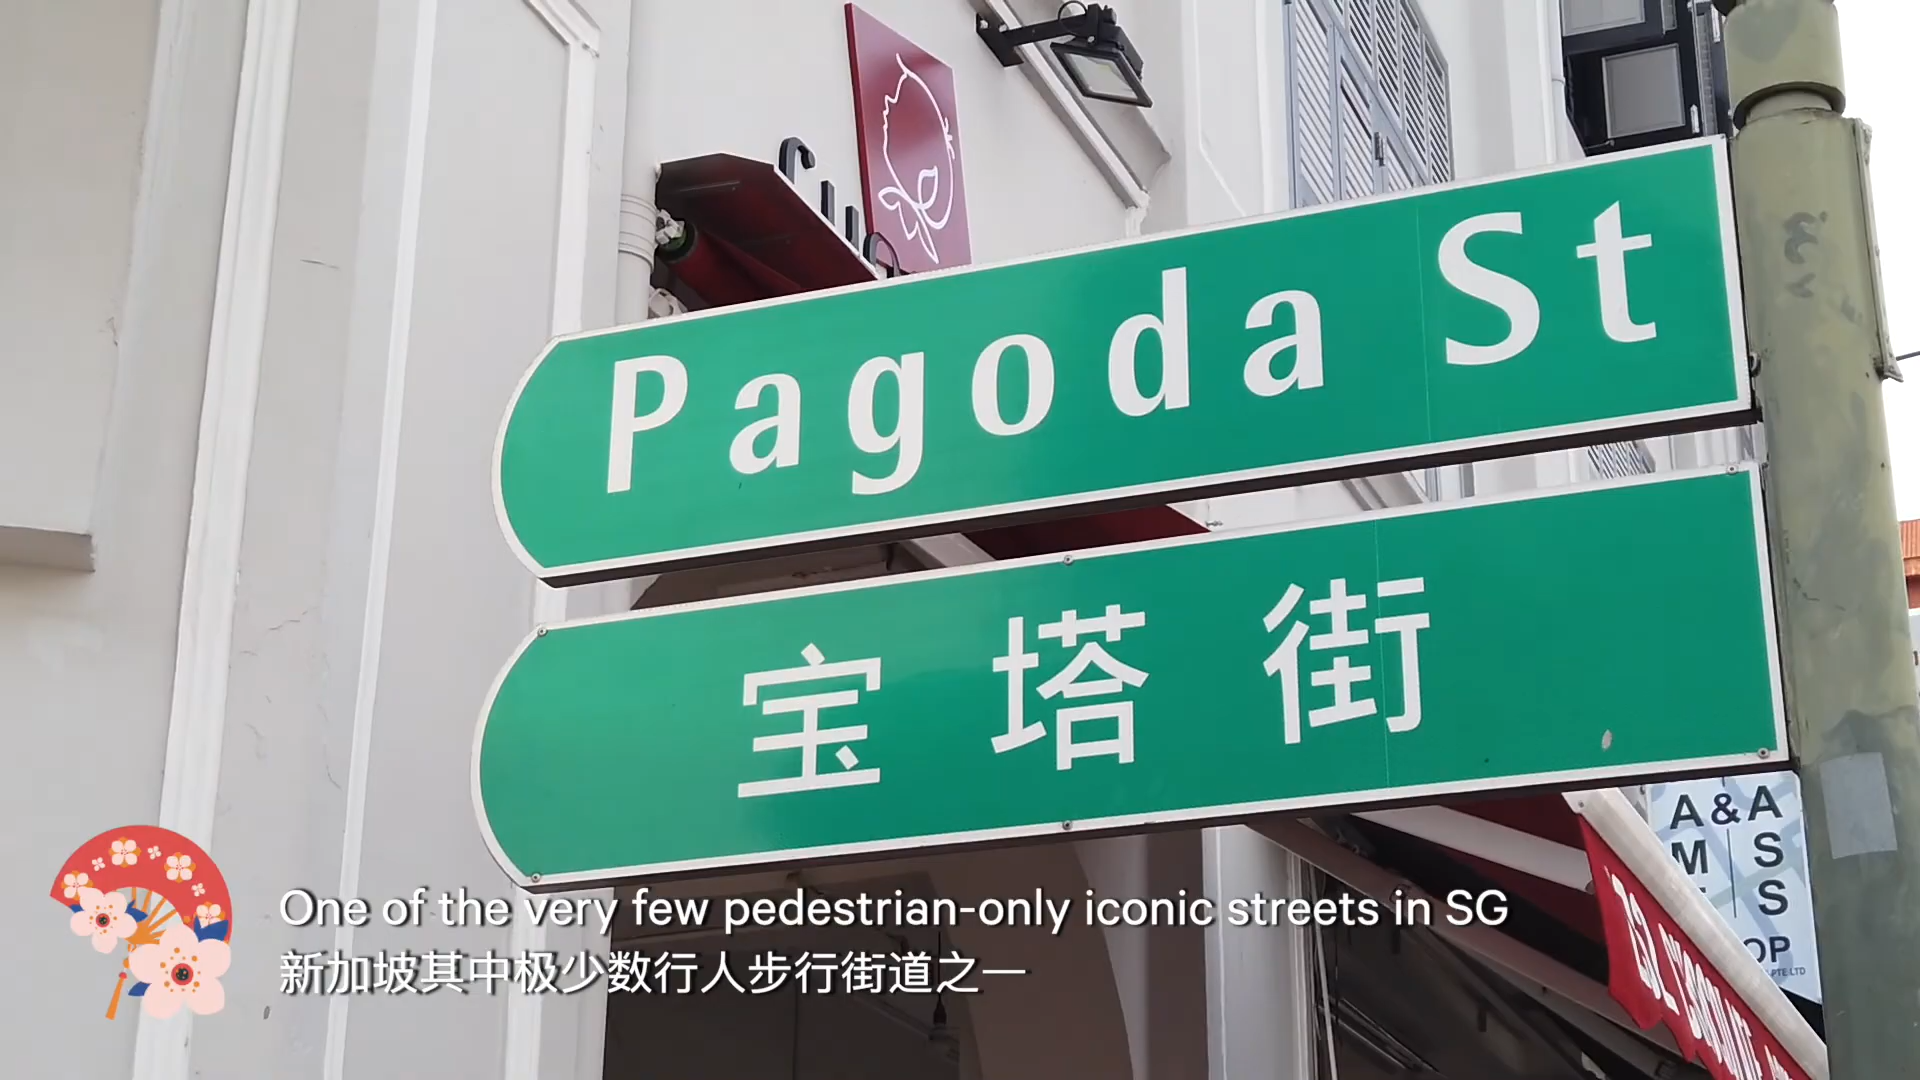 Pagoda St
宝塔街
A&A
One of the very few pedestrian-only iconic streets in SG
新加坡其中极少数行人步行街道之一